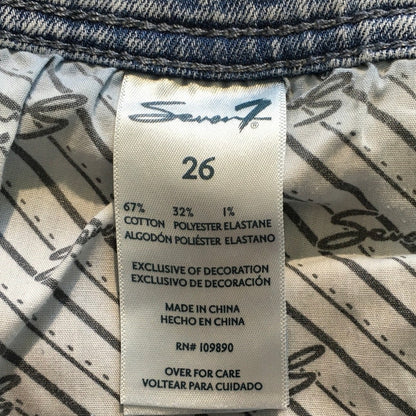 Seven7®
26
67% 32% 1%
COTTON POLYESTER ELASTANE
ALGODÓN POLIÉSTER ELASTANO
EXCLUSIVE OF DECORATION
EXCLUSIVO DE DECORACIÓN
MADE IN CHINA
HECHO EN CHINA
RN# 109890
OVER FOR CARE
VOLTEAR PARA CUIDADO